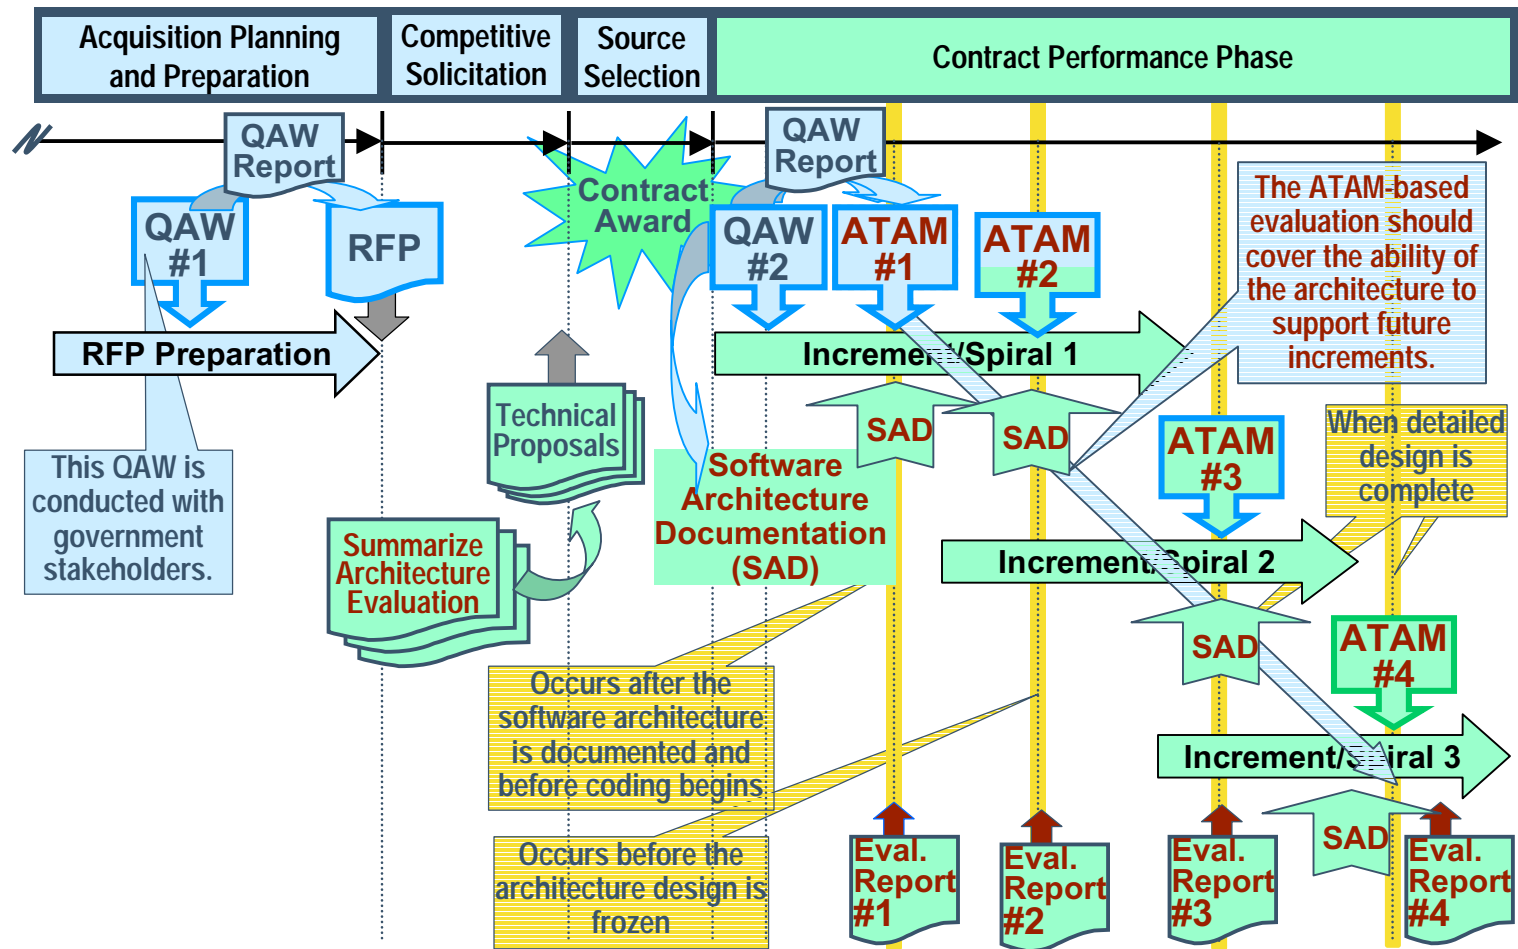 Acquisition Planning
and Preparation
Competitive
Solicitation
Source
Selection
Contract Performance Phase
QAW
Report
QAW
#1
RFP
RFP Preparation
This QAW is
conducted with
government
stakeholders.
Contract
Award
Technical
Proposals
Summarize
Architecture
Evaluation
QAW
Report
QAW
#2
ATAM
#1
ATAM
#2
The ATAM-based
evaluation should
cover the ability of
the architecture to
support future
increments.
Increment/Spiral 1
SAD
SAD
Software
Architecture
Documentation
(SAD)
ATAM
#3
When detailed
design is
complete
Increment/Spiral 2
SAD
ATAM
#4
Occurs after the
software architecture
is documented and
before coding begins
Increment/Spiral 3
SAD
Occurs before the
architecture design is
frozen
Eval.
Report
#1
Eval.
Report
#2
Eval.
Report
#3
Eval.
Report
#4